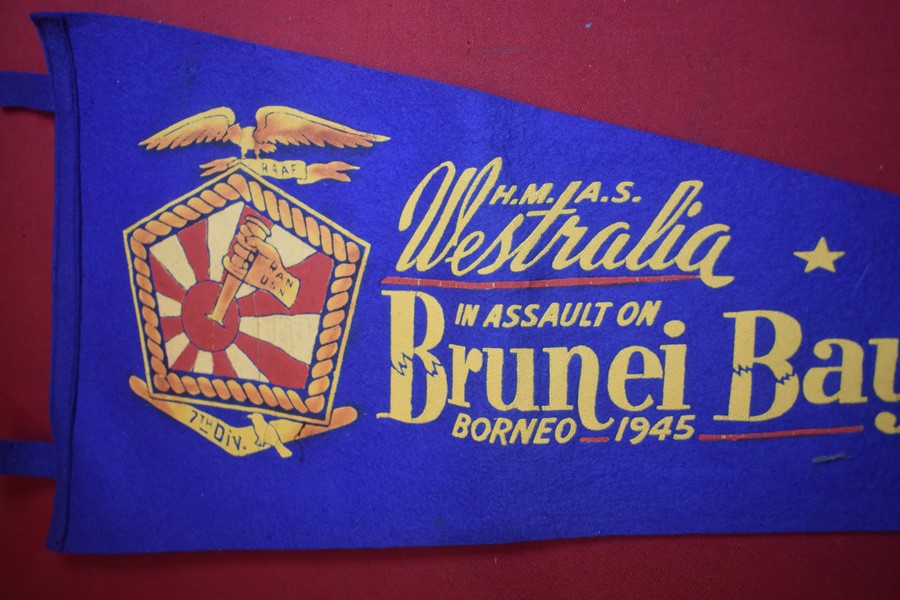 RAAF
RAN
USN
7TH DIV.
H.M.A.S.
Westralia
IN ASSAULT ON
Brunei Bay
BORNEO - 1945